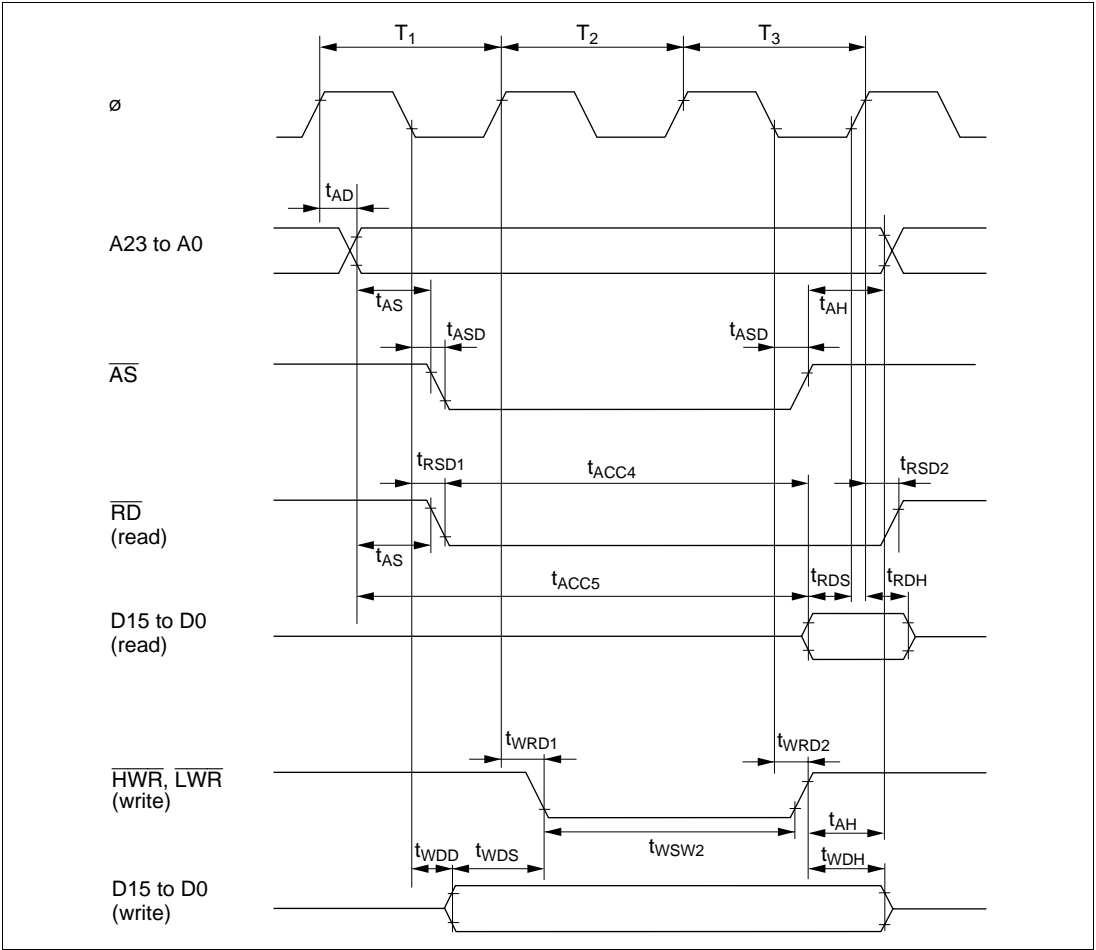 T1 T2 T3
ø
tAD
A23 to A0
tAS tAH
tASD tASD
AS
tRSD1 tACC4 tRSD2
RD
(read)
tAS
tACC5 tRDS tRDH
D15 to D0
(read)
tWRD1 tWRD2
HWR, LWR
(write)
tAH
tWDD tWDS tWSW2 tWDH
D15 to D0
(write)